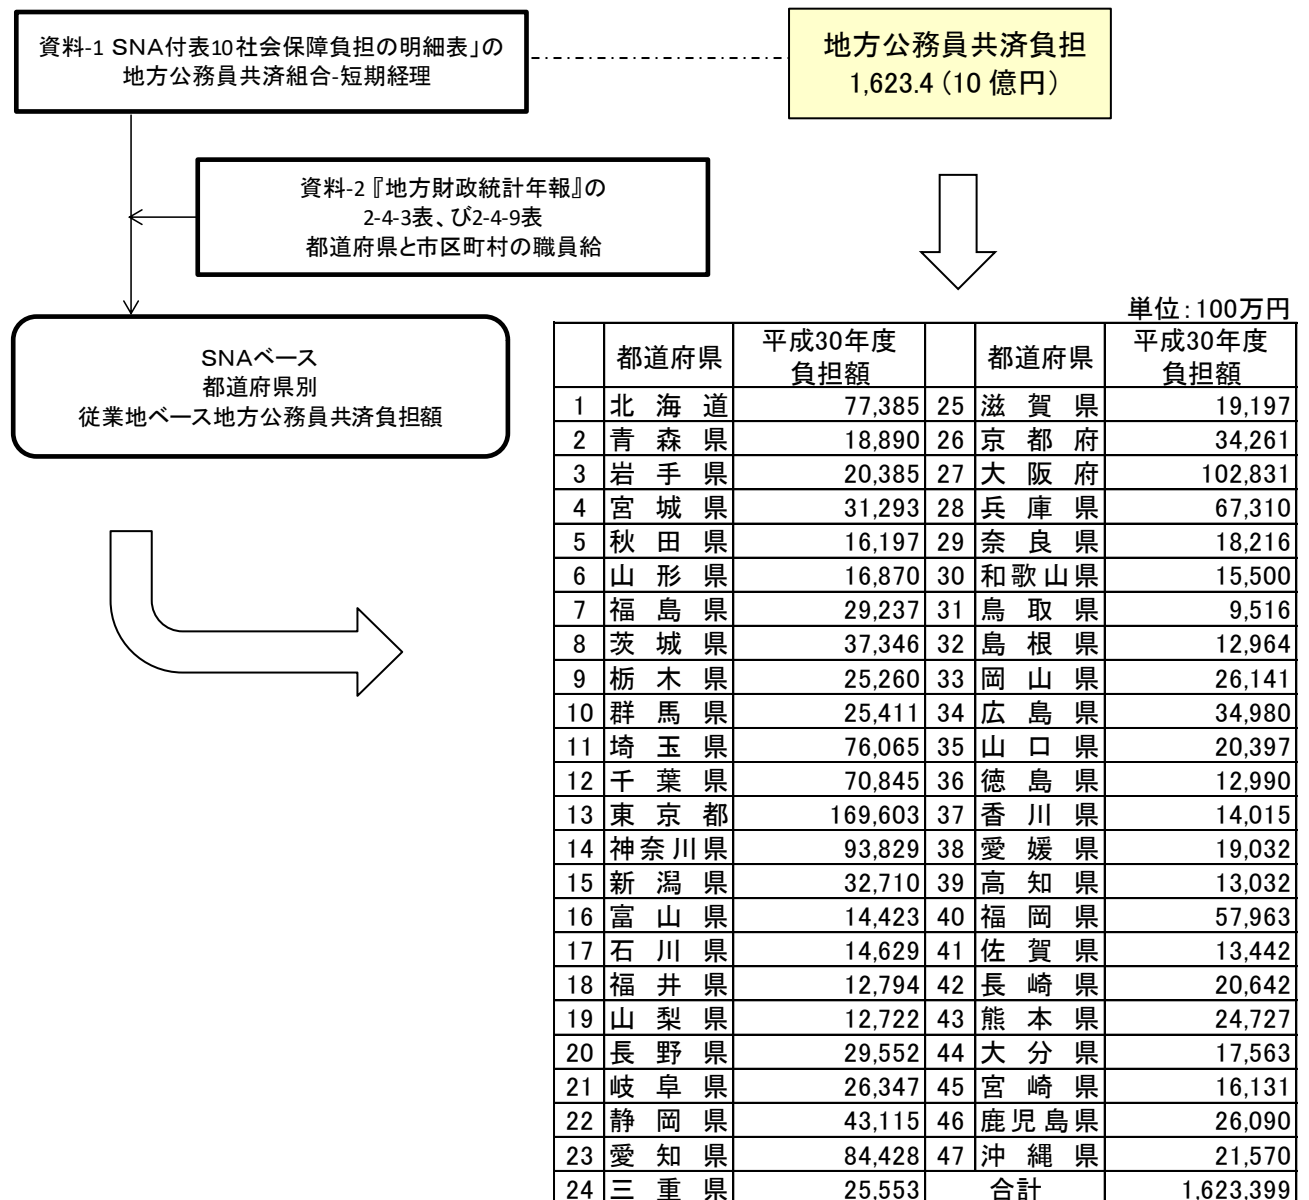 資料-1 SNA付表10社会保障負担の明細表」の
地方公務員共済組合-短期経理
地方公務員共済負担
1,623.4（10 億円）
資料-2『地方財政統計年報』の
2-4-3表、び2-4-9表
都道府県と市区町村の職員給
SNAベース
都道府県別
従業地ベース地方公務員共済負担額
単位：100万円
都道府県 平成30年度 負担額 都道府県 平成30年度 負担額
1 北海道 77,385 25 滋賀県 19,197
2 青森県 18,890 26 京都府 34,261
3 岩手県 20,385 27 大阪府 102,831
4 宮城県 31,293 28 兵庫県 67,310
5 秋田県 16,197 29 奈良県 18,216
6 山形県 16,870 30 和歌山県 15,500
7 福島県 29,237 31 鳥取県 9,516
8 茨城県 37,346 32 島根県 12,964
9 栃木県 25,260 33 岡山県 26,141
10 群馬県 25,411 34 広島県 34,980
11 埼玉県 76,065 35 山口県 20,397
12 千葉県 70,845 36 徳島県 12,990
13 東京都 169,603 37 香川県 14,015
14 神奈川県 93,829 38 愛媛県 19,032
15 新潟県 32,710 39 高知県 13,032
16 富山県 14,423 40 福岡県 57,963
17 石川県 14,629 41 佐賀県 13,442
18 福井県 12,794 42 長崎県 20,642
19 山梨県 12,722 43 熊本県 24,727
20 長野県 29,552 44 大分県 17,563
21 岐阜県 26,347 45 宮崎県 16,131
22 静岡県 43,115 46 鹿児島県 26,090
23 愛知県 84,428 47 沖縄県 21,570
24 三重県 25,553 合計 1,623,399